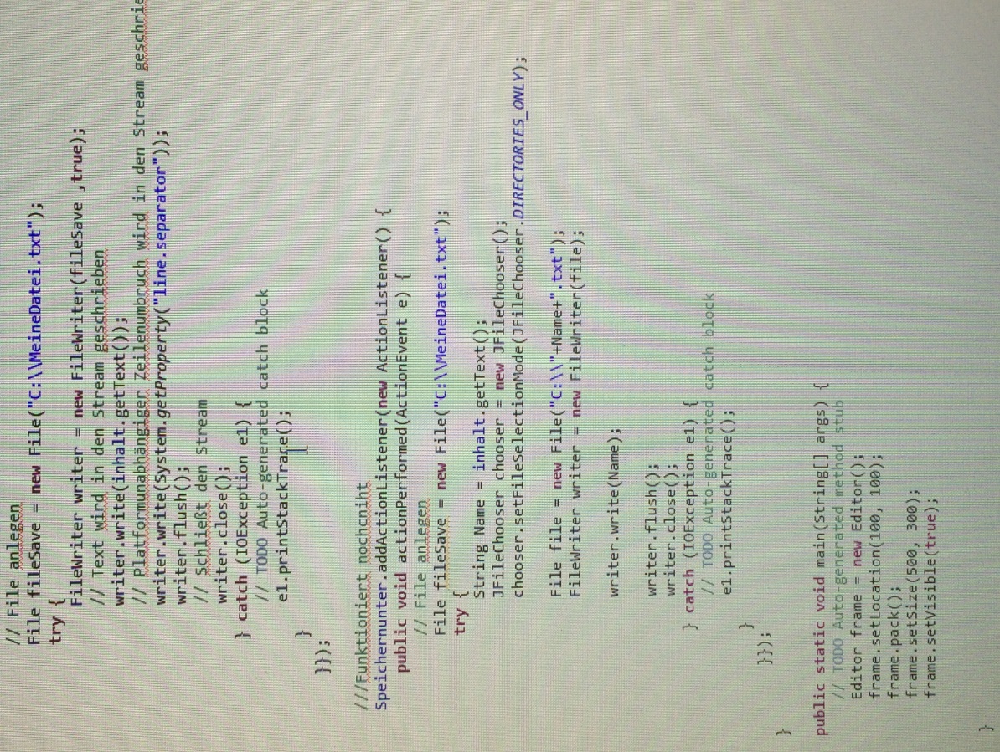 // File anlegen
File fileSave = new File("C:\\MeineDatei.txt");
try {
FileWriter writer = new FileWriter(fileSave ,true);
// Text wird in den Stream geschrieben
writer.write(inhalt.getText());
// Platformunabhängiger Zeilenumbruch wird in den Stream geschrie
writer.write(System.getProperty("line.separator"));
writer.flush();
// Schließt den Stream
writer.close();
} catch (IOException e1) {
// TODO Auto-generated catch block
e1.printStackTrace();
}
}});
///Funktioniert nocheniht
Speichernunter.addActionListener(new ActionListener() {
public void actionPerformed(ActionEvent e) {
// File anlegen
File fileSave = new File("C:\\MeineDatei.txt");
try {
String Name = inhalt.getText();
JFileChooser chooser = new JFileChooser();
chooser.setFileSelectionMode(JFileChooser.DIRECTORIES_ONLY);
File file = new File("C:\\"+Name+".txt");
FileWriter writer = new FileWriter(file);
writer.write(Name);
writer.flush();
writer.close();
} catch (IOException e1) {
// TODO Auto-generated catch block
e1.printStackTrace();
}
}});
}
public static void main(String[] args) {
// TODO Auto-generated method stub
Editor frame = new Editor();
frame.setLocation(100, 100);
frame.pack();
frame.setSize(500, 300);
frame.setVisible(true);
}